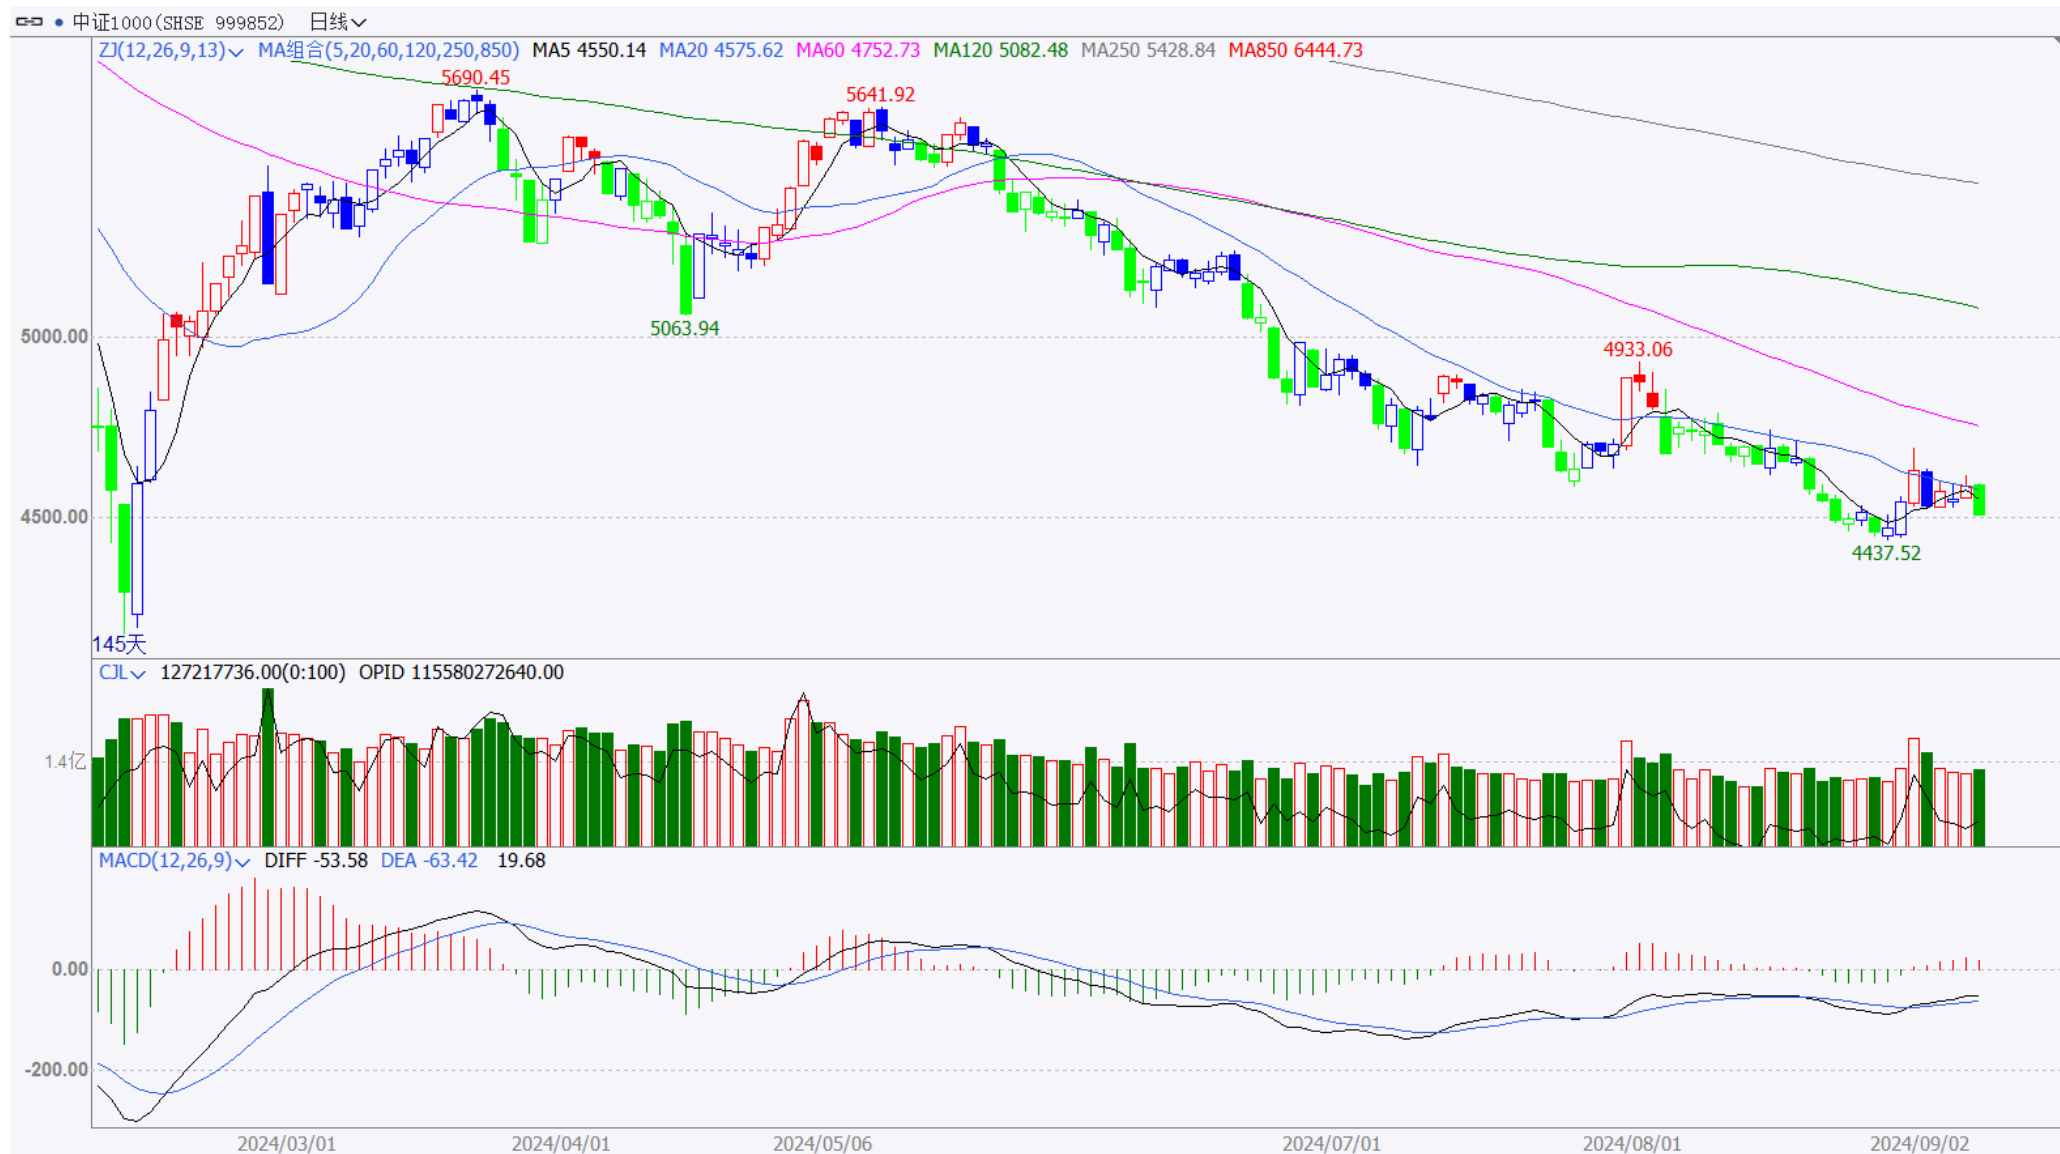 中证1000(SHSE 999852) 日线
ZJ(12,26,9,13) MA组合(5,20,60,120,250,850) MA5 4550.14 MA20 4575.62 MA60 4752.73 MA120 5082.48 MA250 5428.84 MA850 6444.73
5690.45
5641.92
5063.94
5000.00
4933.06
4500.00
4437.52
145天
CJL 127217736.00(0:100) OPID 115580272640.00
1.4亿
MACD(12,26,9) DIFF -53.58 DEA -63.42 19.68
0.00
-200.00
2024/03/01 2024/04/01 2024/05/06 2024/07/01 2024/08/01 2024/09/02